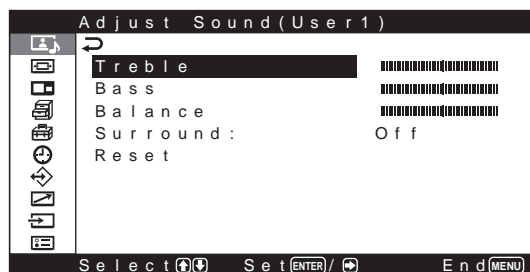 Adjust Sound(User1)
Treble
Bass
Balance
Surround: Off
Reset
Select Set ENTER / End MENU